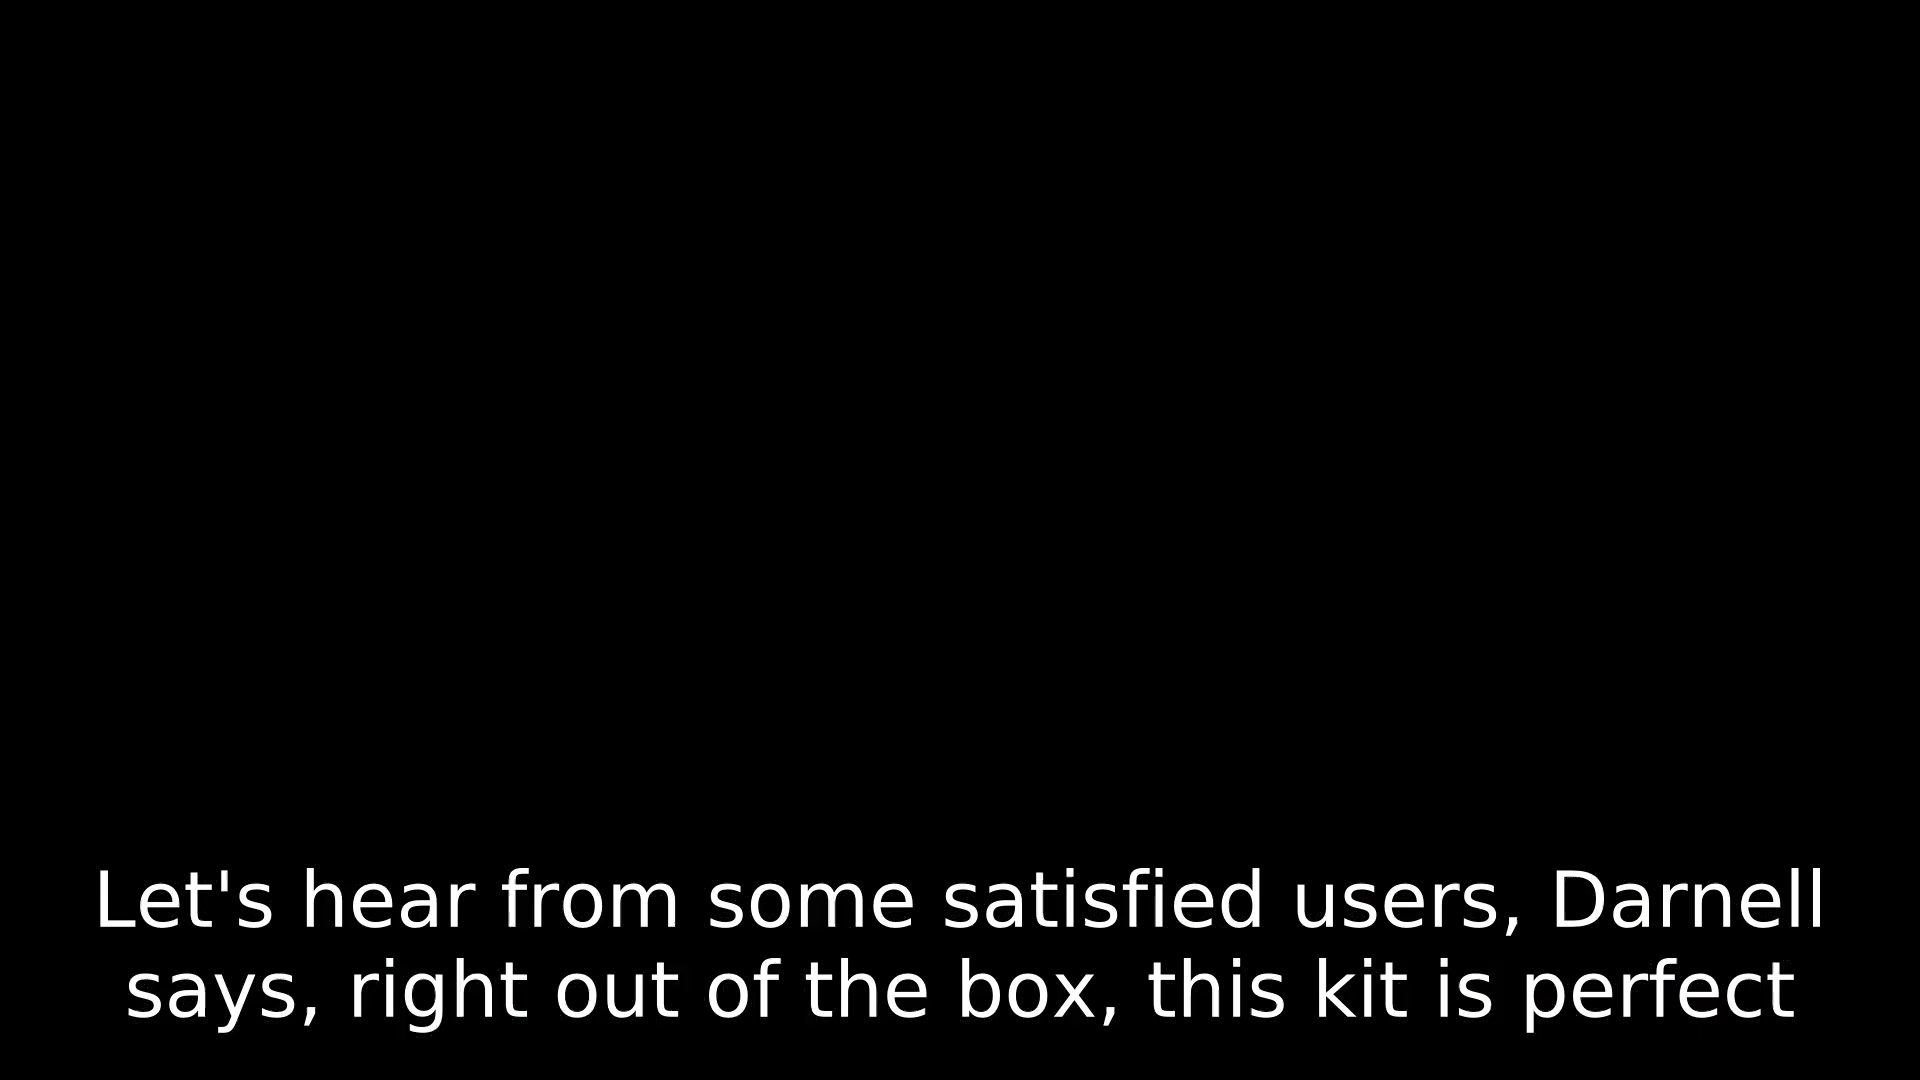 Let's hear from some satisfied users, Darnell
says, right out of the box, this kit is perfect